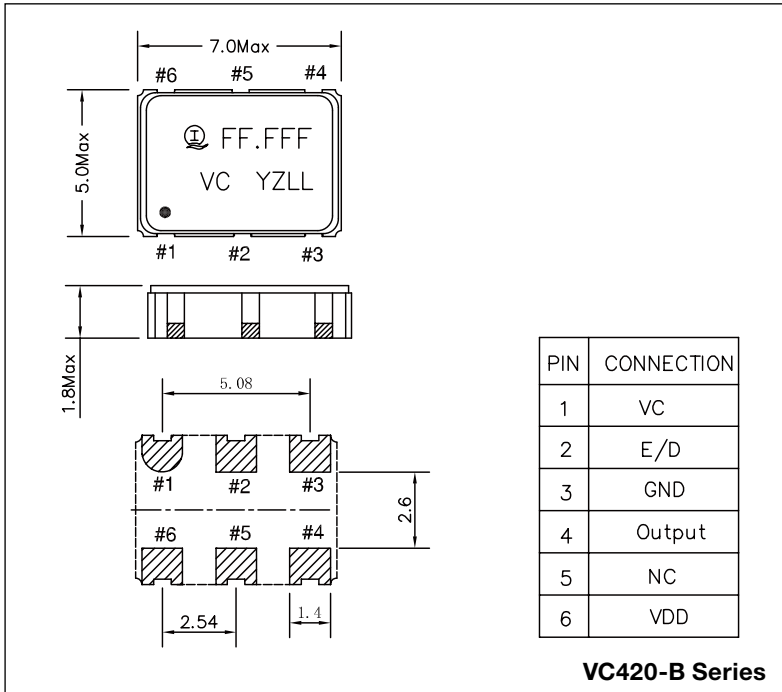 7.0Max
#6 #5 #4
5.0Max
I FF.FFF
VC YZLL
#1 #2 #3
1.8Max
5.08
#1 #2 #3
2.6
#6 #5 #4
2.54
1.4
PIN CONNECTION
1 VC
2 E/D
3 GND
4 Output
5 NC
6 VDD
VC420-B Series